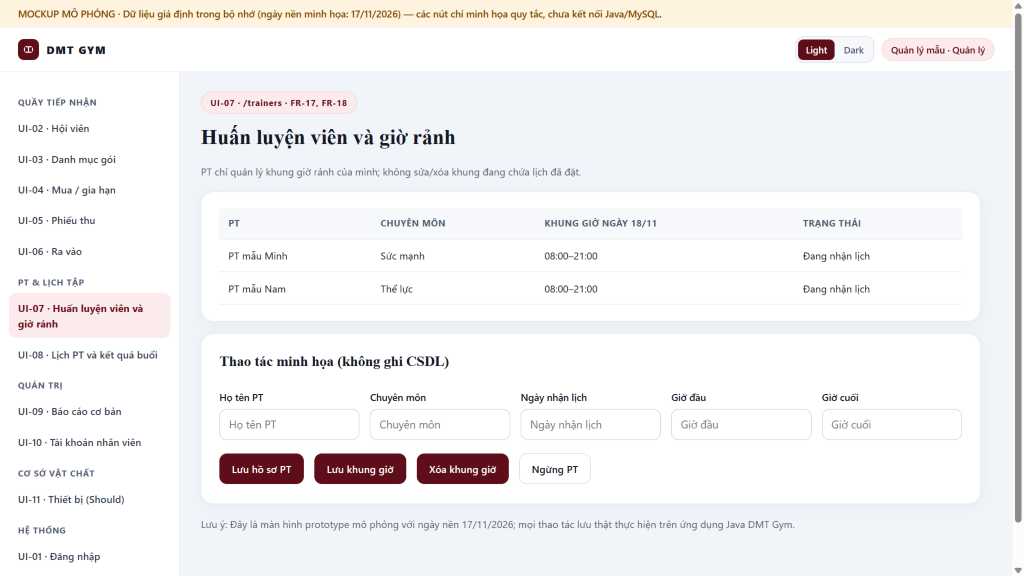 MOCKUP MÔ PHỎNG · Dữ liệu giả định trong bộ nhớ (ngày nền minh họa: 17/11/2026) — các nút chỉ minh họa quy tắc, chưa kết nối Java/MySQL.
DMT GYM
Light Dark Quản lý mẫu · Quản lý
QUẦY TIẾP NHẬN
UI-02 · Hội viên
UI-03 · Danh mục gói
UI-04 · Mua / gia hạn
UI-05 · Phiếu thu
UI-06 · Ra vào
PT & LỊCH TẬP
UI-07 · Huấn luyện viên và
giờ rảnh
UI-08 · Lịch PT và kết quả buổi
QUẢN TRỊ
UI-09 · Báo cáo cơ bản
UI-10 · Tài khoản nhân viên
CƠ SỞ VẬT CHẤT
UI-11 · Thiết bị (Should)
HỆ THỐNG
UI-01 · Đăng nhập
UI-07 · /trainers · FR-17, FR-18
Huấn luyện viên và giờ rảnh
PT chỉ quản lý khung giờ rảnh của mình; không sửa/xóa khung đang chứa lịch đã đặt.
PT CHUYÊN MÔN KHUNG GIỜ NGÀY 18/11 TRẠNG THÁI
PT mẫu Minh Sức mạnh 08:00–21:00 Đang nhận lịch
PT mẫu Nam Thể lực 08:00–21:00 Đang nhận lịch
Thao tác minh họa (không ghi CSDL)
Họ tên PT Chuyên môn Ngày nhận lịch Giờ đầu Giờ cuối
Họ tên PT Chuyên môn Ngày nhận lịch Giờ đầu Giờ cuối
Lưu hồ sơ PT Lưu khung giờ Xóa khung giờ Ngừng PT
Lưu ý: Đây là màn hình prototype mô phỏng với ngày nền 17/11/2026; mọi thao tác lưu thật thực hiện trên ứng dụng Java DMT Gym.